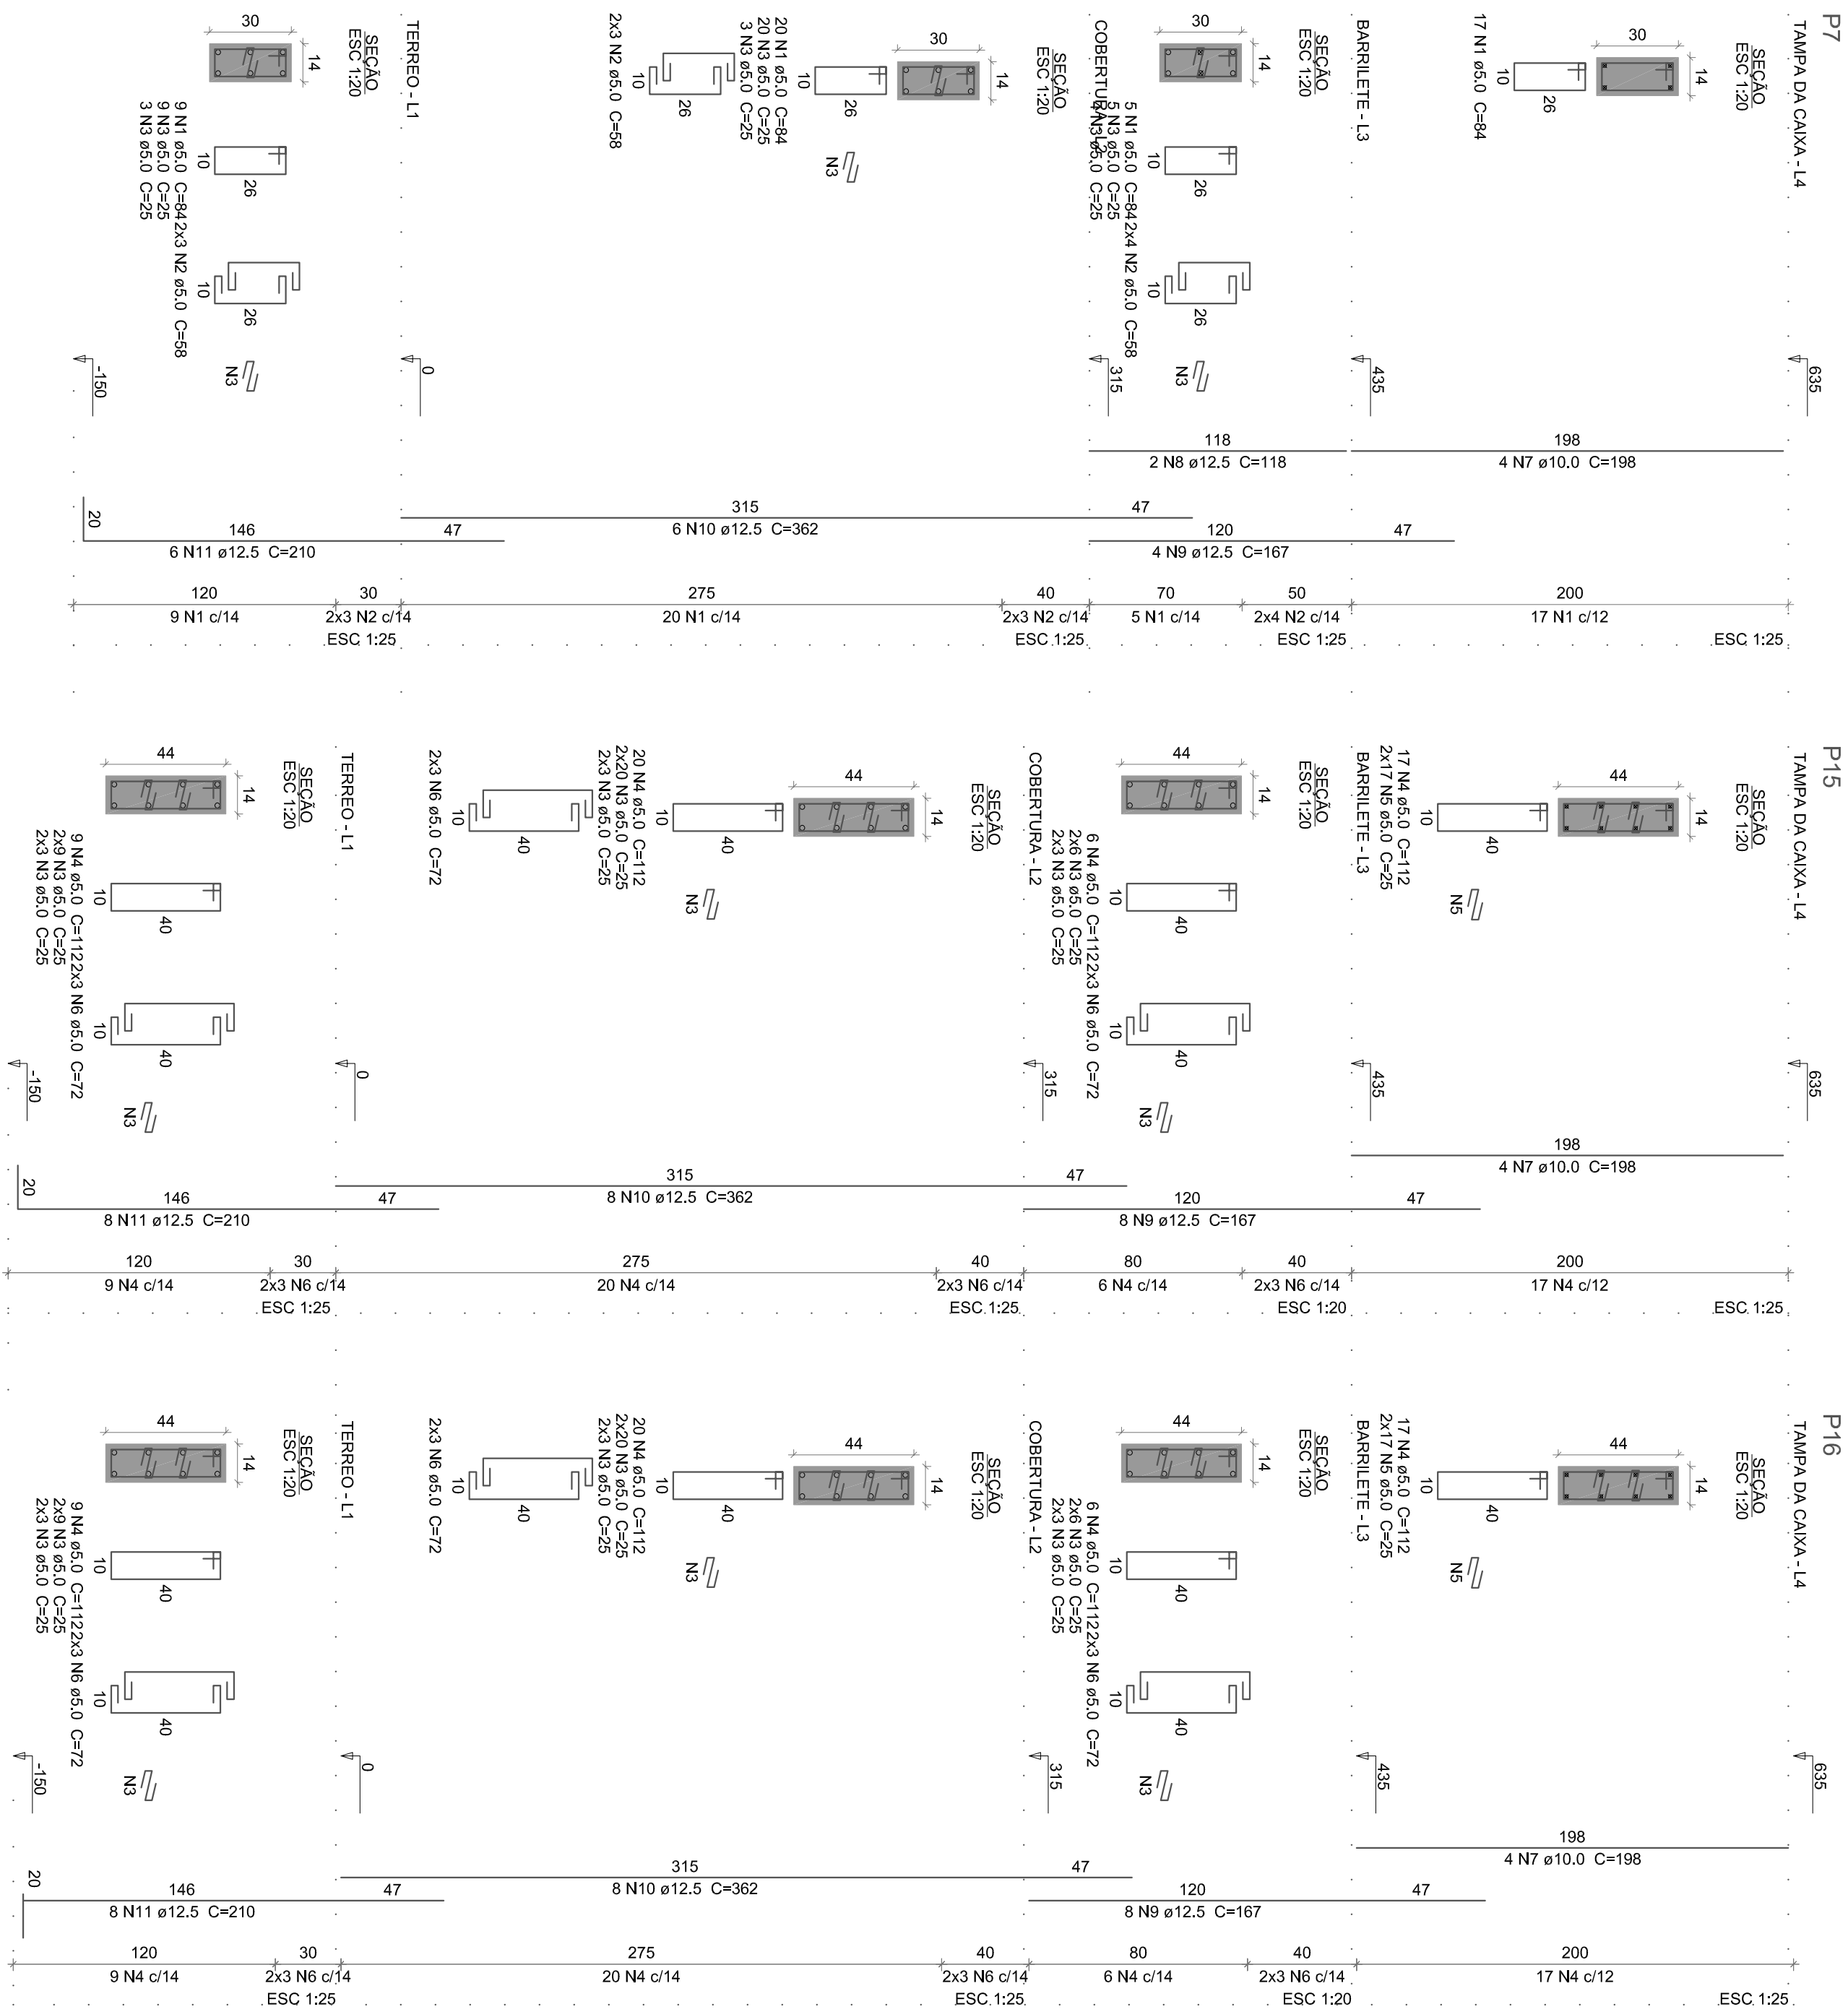 P7
TAMPA DA CAIXA - L4
635
SEÇÃO
ESC 1:20
30
14
10
26
17 N1 ø5.0 C=84
198
4 N7 ø10.0 C=198
200
17 N1 c/12
ESC 1:25
BARRILETE - L3
435
SEÇÃO
ESC 1:20
30
14
10
26
10
26
N3
5 N1 ø5.0 C=84
2x4 N2 ø5.0 C=58
5 N3 ø5.0 C=25
4 N3 ø5.0 C=25
118
2 N8 ø12.5 C=118
120
47
4 N9 ø12.5 C=167
70
5 N1 c/14
50
2x4 N2 c/14
ESC 1:25
COBERTURA - L2
315
SEÇÃO
ESC 1:20
30
14
10
26
N3
20 N1 ø5.0 C=84
20 N3 ø5.0 C=25
3 N3 ø5.0 C=25
10
26
2x3 N2 ø5.0 C=58
315
47
6 N10 ø12.5 C=362
275
20 N1 c/14
40
2x3 N2 c/14
ESC 1:25
TERREO - L1
0
SEÇÃO
ESC 1:20
30
14
10
26
10
26
N3
9 N1 ø5.0 C=84
2x3 N2 ø5.0 C=58
9 N3 ø5.0 C=25
3 N3 ø5.0 C=25
-150
20
146
47
6 N11 ø12.5 C=210
120
9 N1 c/14
30
2x3 N2 c/14
ESC 1:25
P15
TAMPA DA CAIXA - L4
635
SEÇÃO
ESC 1:20
44
14
10
40
N5
17 N4 ø5.0 C=112
2x17 N5 ø5.0 C=25
198
4 N7 ø10.0 C=198
200
17 N4 c/12
ESC 1:25
BARRILETE - L3
435
SEÇÃO
ESC 1:20
44
14
10
40
10
40
N3
6 N4 ø5.0 C=112
2x3 N6 ø5.0 C=72
2x6 N3 ø5.0 C=25
2x3 N3 ø5.0 C=25
120
47
8 N9 ø12.5 C=167
80
6 N4 c/14
40
2x3 N6 c/14
ESC 1:20
COBERTURA - L2
315
SEÇÃO
ESC 1:20
44
14
10
40
N3
20 N4 ø5.0 C=112
2x20 N3 ø5.0 C=25
2x3 N3 ø5.0 C=25
10
40
2x3 N6 ø5.0 C=72
315
47
8 N10 ø12.5 C=362
275
20 N4 c/14
40
2x3 N6 c/14
ESC 1:25
TERREO - L1
0
SEÇÃO
ESC 1:20
44
14
10
40
10
40
N3
9 N4 ø5.0 C=112
2x3 N6 ø5.0 C=72
2x9 N3 ø5.0 C=25
2x3 N3 ø5.0 C=25
-150
20
146
47
8 N11 ø12.5 C=210
120
9 N4 c/14
30
2x3 N6 c/14
ESC 1:25
P16
TAMPA DA CAIXA - L4
635
SEÇÃO
ESC 1:20
44
14
10
40
N5
17 N4 ø5.0 C=112
2x17 N5 ø5.0 C=25
198
4 N7 ø10.0 C=198
200
17 N4 c/12
ESC 1:25
BARRILETE - L3
435
SEÇÃO
ESC 1:20
44
14
10
40
10
40
N3
6 N4 ø5.0 C=112
2x3 N6 ø5.0 C=72
2x6 N3 ø5.0 C=25
2x3 N3 ø5.0 C=25
120
47
8 N9 ø12.5 C=167
80
6 N4 c/14
40
2x3 N6 c/14
ESC 1:20
COBERTURA - L2
315
SEÇÃO
ESC 1:20
44
14
10
40
N3
20 N4 ø5.0 C=112
2x20 N3 ø5.0 C=25
2x3 N3 ø5.0 C=25
10
40
2x3 N6 ø5.0 C=72
315
47
8 N10 ø12.5 C=362
275
20 N4 c/14
40
2x3 N6 c/14
ESC 1:25
TERREO - L1
0
SEÇÃO
ESC 1:20
44
14
10
40
10
40
N3
9 N4 ø5.0 C=112
2x3 N6 ø5.0 C=72
2x9 N3 ø5.0 C=25
2x3 N3 ø5.0 C=25
-150
20
146
47
8 N11 ø12.5 C=210
120
9 N4 c/14
30
2x3 N6 c/14
ESC 1:25